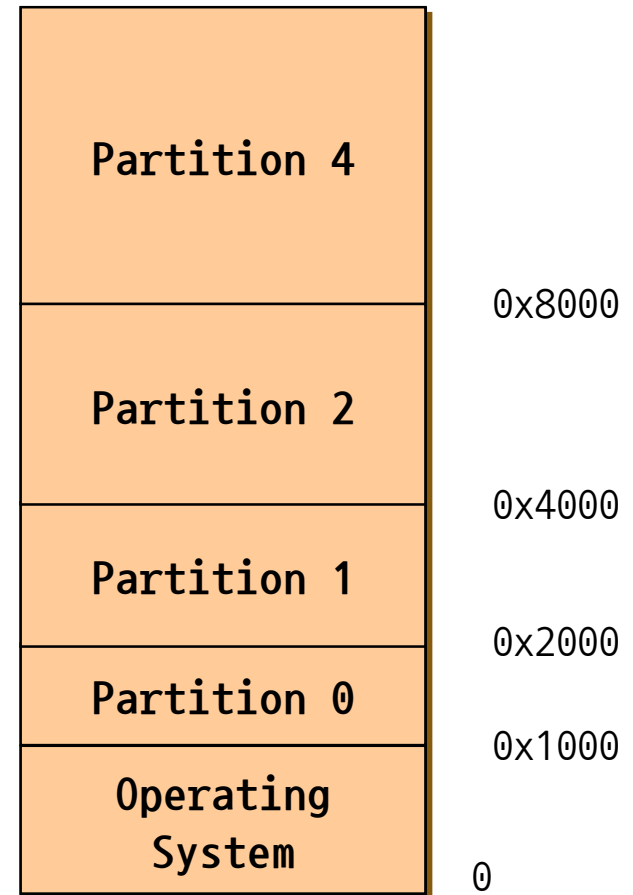 Partition 4
0x8000
Partition 2
0x4000
Partition 1
0x2000
Partition 0
0x1000
Operating
System
0